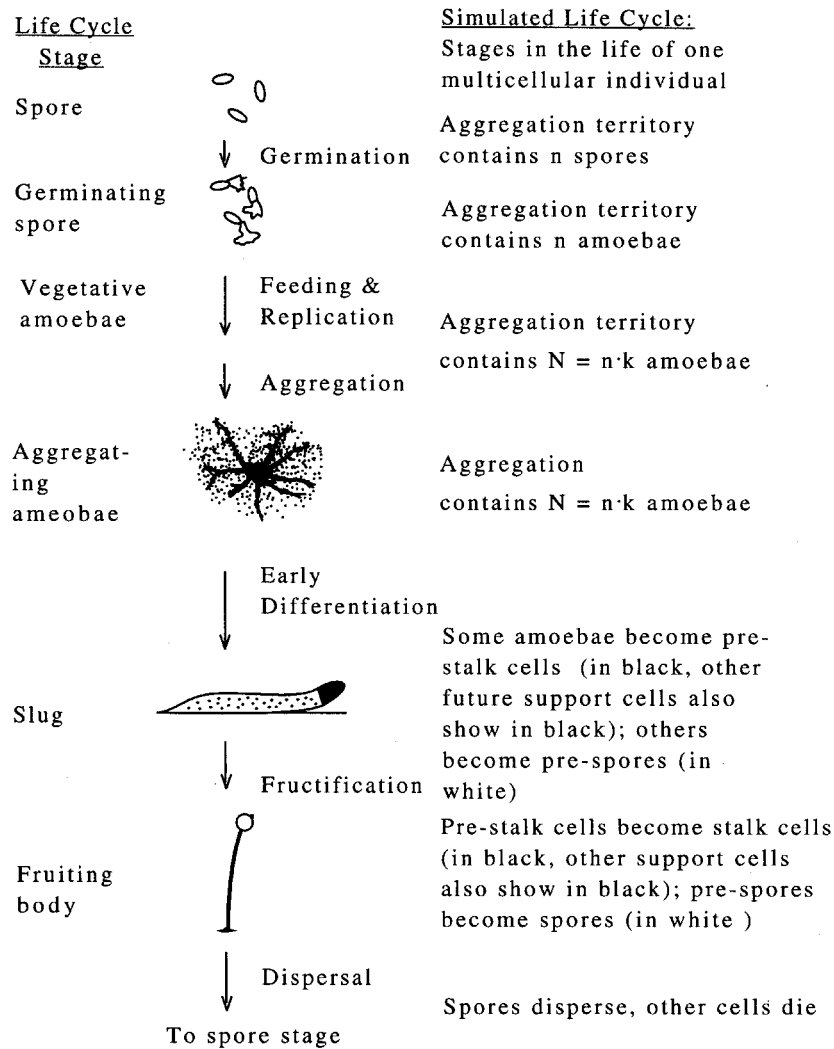 Life Cycle
Stage
Simulated Life Cycle:
Stages in the life of one
multicellular individual
Spore
Aggregation territory
contains n spores
Germination
Germinating
spore
Aggregation territory
contains n amoebae
Vegetative
amoebae
Feeding &
Replication
Aggregation territory
contains N = n·k amoebae
Aggregation
Aggregat-
ing
ameobae
Aggregation
contains N = n·k amoebae
Early
Differentiation
Slug
Some amoebae become pre-
stalk cells (in black, other
future support cells also
show in black); others
become pre-spores (in
white)
Fructification
Fruiting
body
Pre-stalk cells become stalk cells
(in black, other support cells
also show in black); pre-spores
become spores (in white )
Dispersal
Spores disperse, other cells die
To spore stage